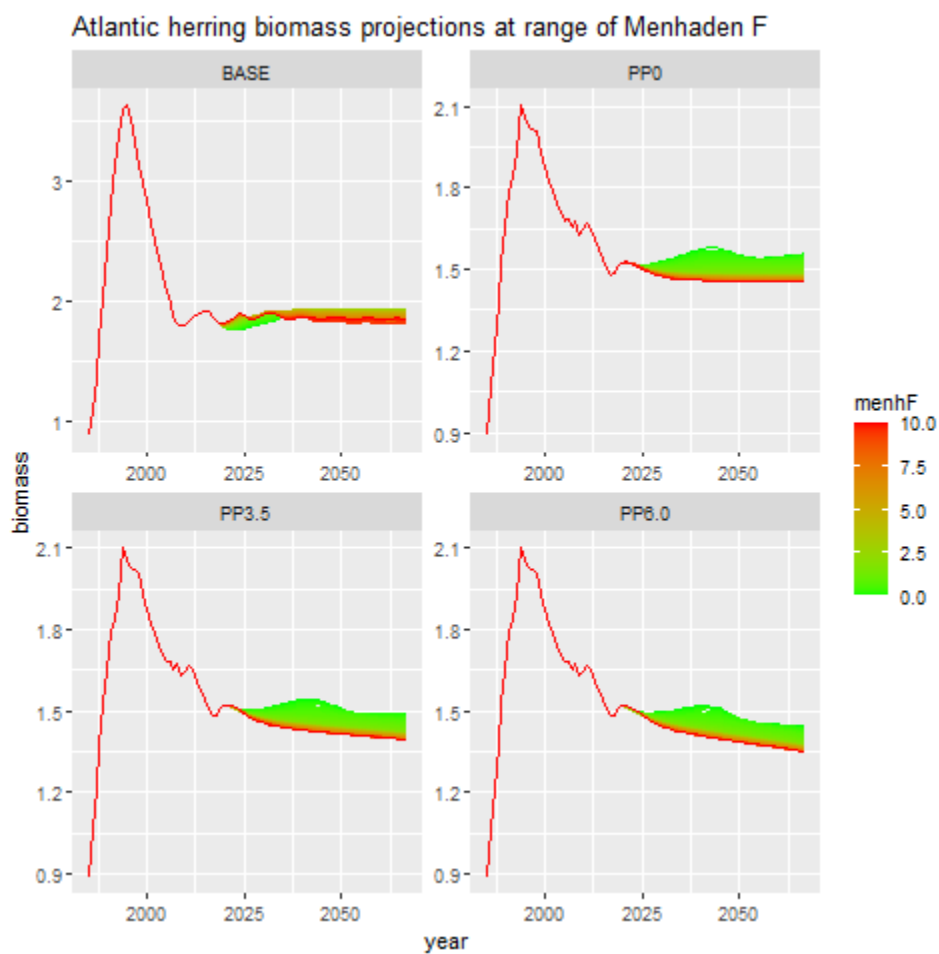 Atlantic herring biomass projections at range of Menhaden F
BASE
PP0
3
2
1
2000 2025 2050
2.1
1.8
1.5
1.2
0.9
2000 2025 2050
PP3.5
PP6.0
2.1
1.8
1.5
1.2
0.9
2000 2025 2050
2.1
1.8
1.5
1.2
0.9
2000 2025 2050
biomass
year
menhF
10.0
7.5
5.0
2.5
0.0